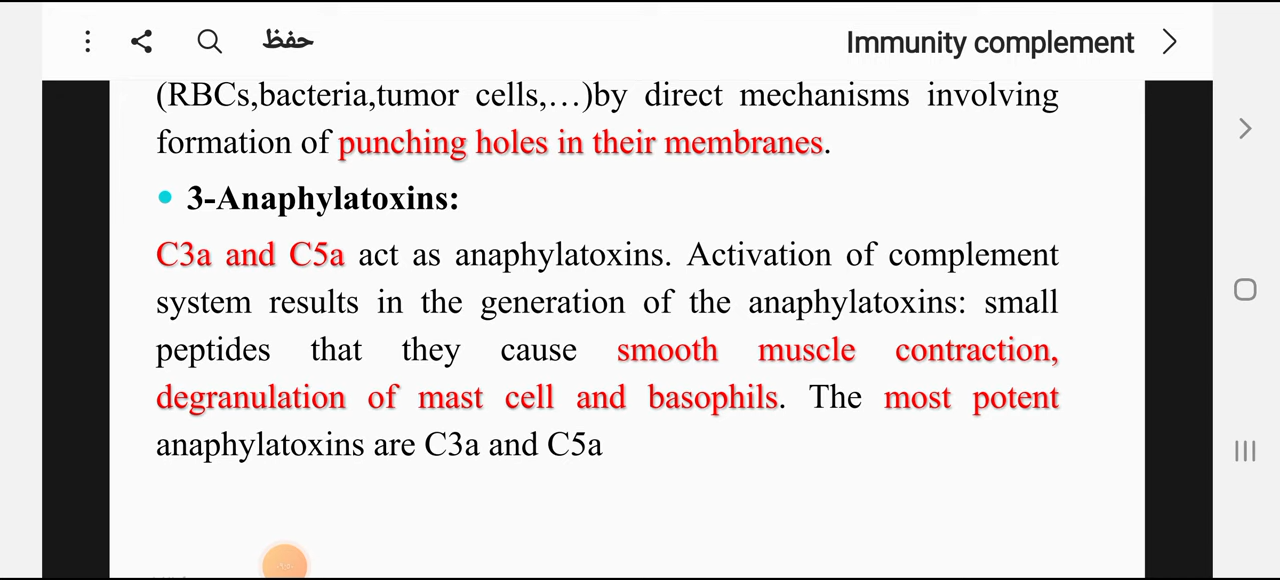 حفظ
Immunity complement
(RBCs,bacteria,tumor cells,...)by direct mechanisms involving
formation of punching holes in their membranes.
• 3-Anaphylatoxins:
C3a and C5a act as anaphylatoxins. Activation of complement
system results in the generation of the anaphylatoxins: small
peptides that they cause smooth muscle contraction,
degranulation of mast cell and basophils. The most potent
anaphylatoxins are C3a and C5a